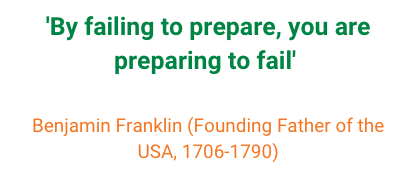 'By failing to prepare, you are
preparing to fail'
Benjamin Franklin (Founding Father of the
USA, 1706-1790)